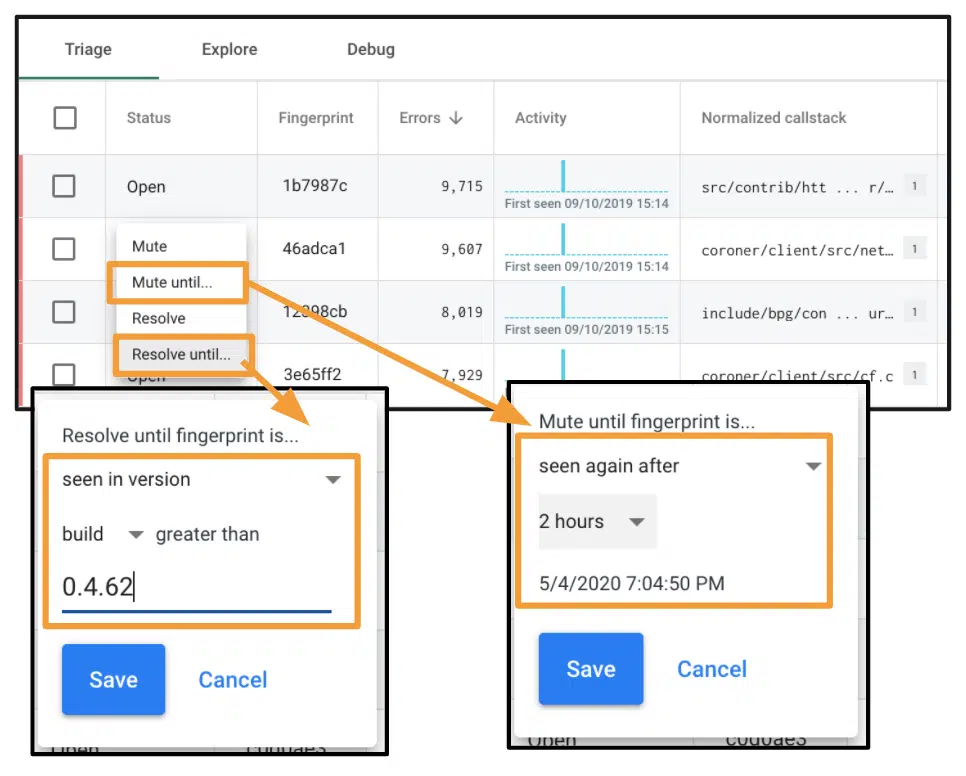 Triage Explore Debug
Status Fingerprint Errors ↓ Activity Normalized callstack
Open 1b7987c 9,715 src/contrib/htt ... r/… 1
First seen 09/10/2019 15:14
Mute 46adca1 9,607 coroner/client/src/net… 1
First seen 09/10/2019 15:14
Mute until...
Resolve 12898cb 8,019 include/bpg/con ... ur… 1
First seen 09/10/2019 15:15
Resolve until...
Open 3e65ff2 7,929 coroner/client/src/cf.c 1
Resolve until fingerprint is...
seen in version
build greater than
0.4.62
Save Cancel
Open c0d0ae3
Mute until fingerprint is...
seen again after
2 hours
5/4/2020 7:04:50 PM
Save Cancel
Open c0d0ae3